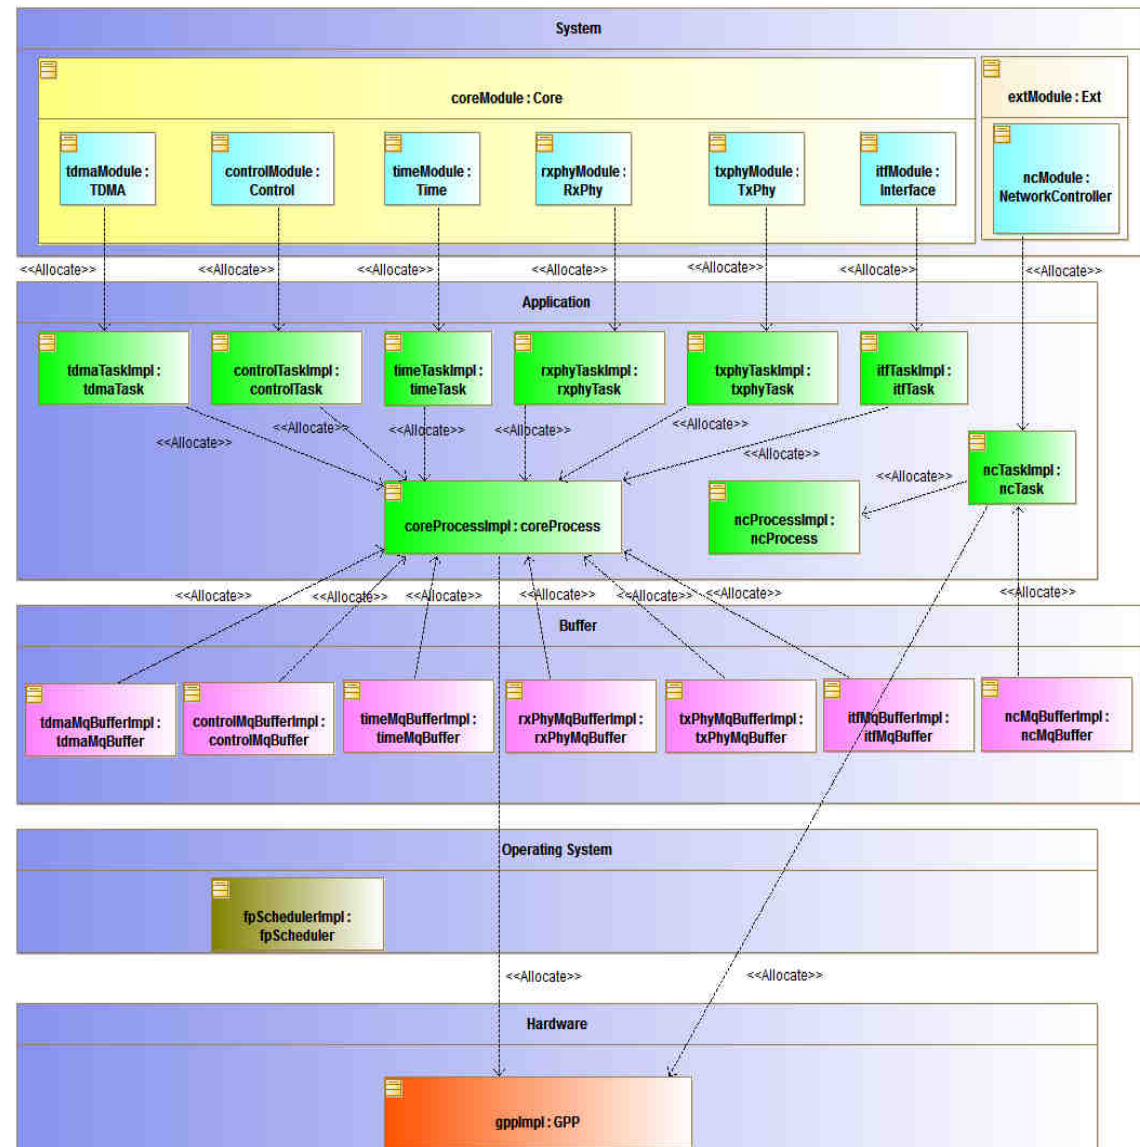 System
coreModule : Core
extModule : Ext
tdmaModule :
TDMA
controlModule :
Control
timeModule :
Time
rxphyModule :
RxPhy
txphyModule :
TxPhy
itfModule :
Interface
ncModule :
NetworkController
<<Allocate>>
<<Allocate>>
<<Allocate>>
<<Allocate>>
<<Allocate>>
<<Allocate>>
<<Allocate>>
Application
tdmaTaskImpl :
tdmaTask
controlTaskImpl :
controlTask
timeTaskImpl :
timeTask
rxphyTaskImpl :
rxphyTask
txphyTaskImpl :
txphyTask
itfTaskImpl :
itfTask
<<Allocate>>
<<Allocate>>
<<Allocate>>
<<Allocate>>
<<Allocate>>
<<Allocate>>
<<Allocate>>
ncTaskImpl :
ncTask
coreProcessImpl : coreProcess
ncProcessImpl :
ncProcess
<<Allocate>>
<<Allocate>>
<<Allocate>>
<<Allocate>>
<<Allocate>>
<<Allocate>>
<<Allocate>>
Buffer
tdmaMqBufferImpl :
tdmaMqBuffer
controlMqBufferImpl :
controlMqBuffer
timeMqBufferImpl :
timeMqBuffer
rxPhyMqBufferImpl :
rxPhyMqBuffer
txPhyMqBufferImpl :
txPhyMqBuffer
itfMqBufferImpl :
itfMqBuffer
ncMqBufferImpl :
ncMqBuffer
Operating System
fpSchedulerImpl :
fpScheduler
<<Allocate>>
<<Allocate>>
Hardware
gppImpl : GPP